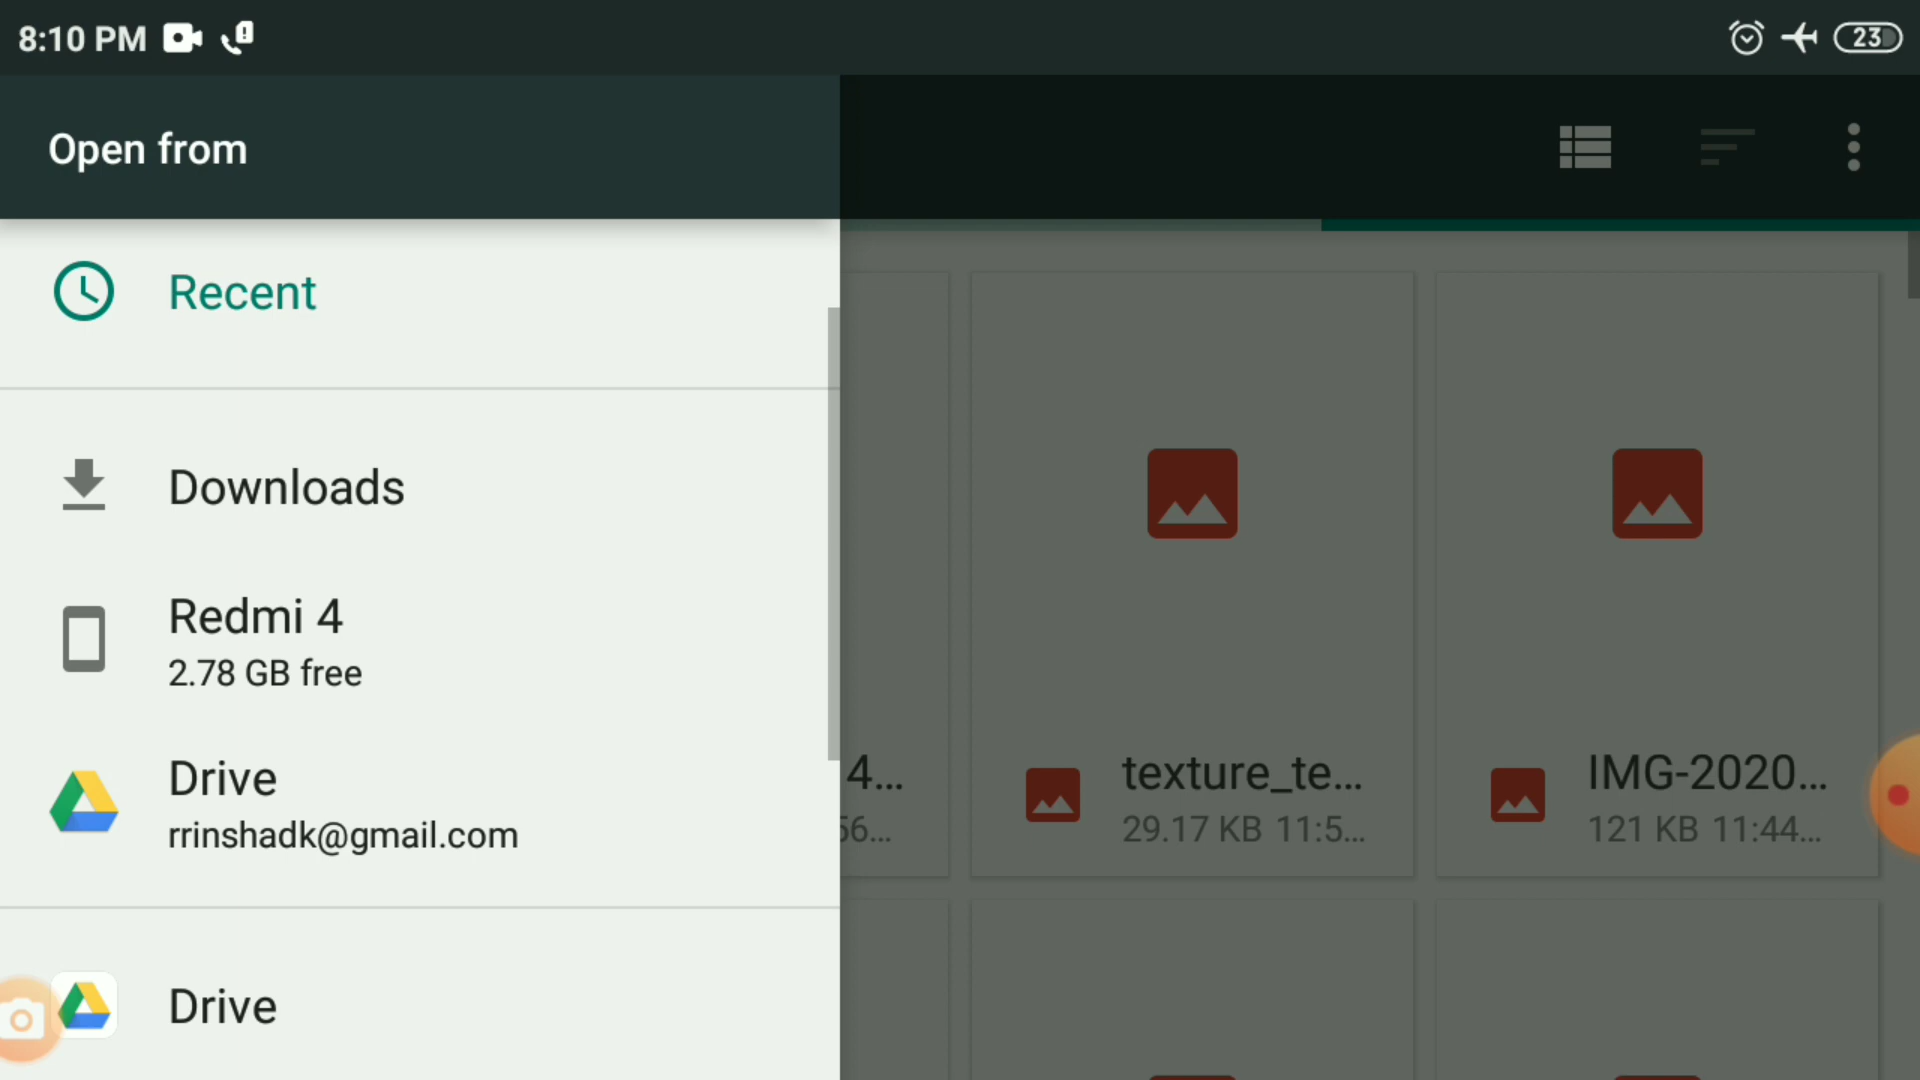 8:10 PM
23
Open from
Recent
Downloads
Redmi 4
2.78 GB free
Drive
rrinshadk@gmail.com
Drive
4...
56...
texture_te...
29.17 KB 11:5...
IMG-2020...
121 KB 11:44...